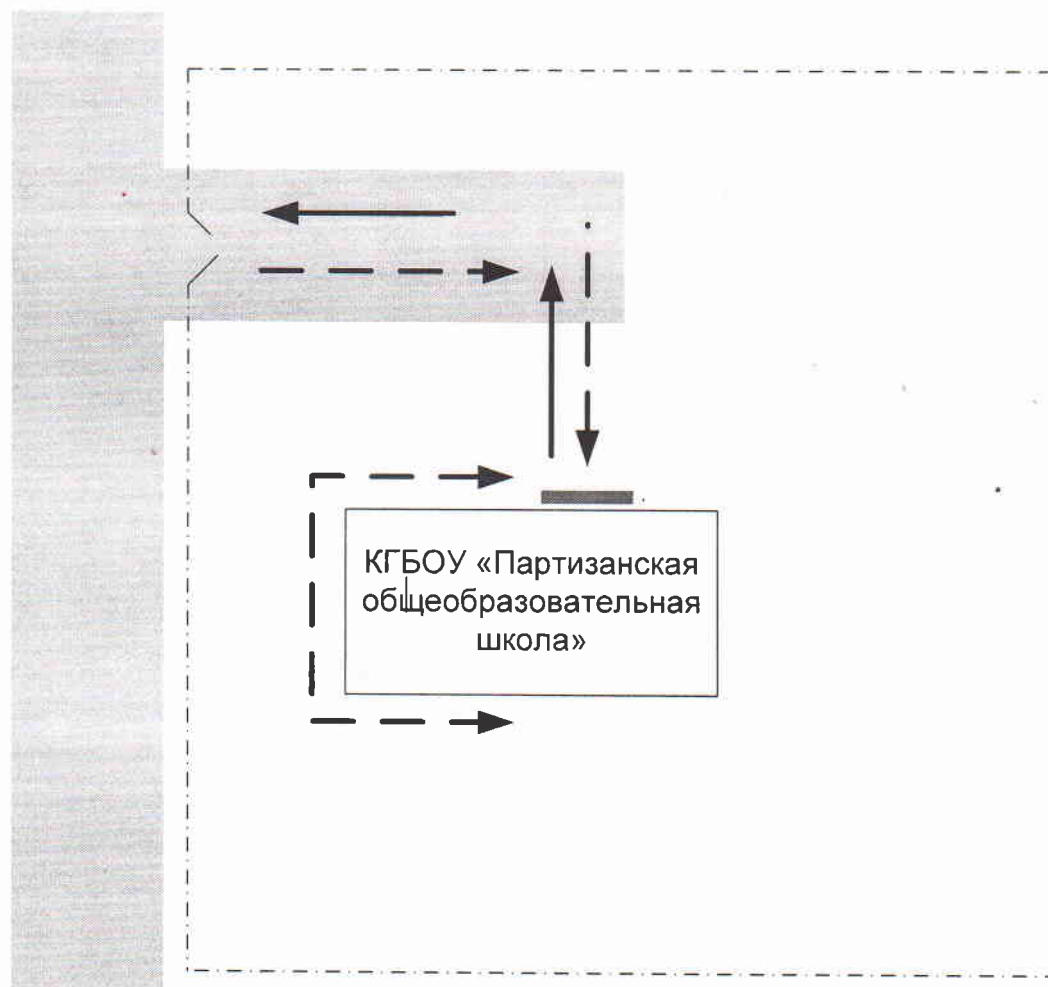 КГБОУ «Партизанская
общеобразовательная
школа»